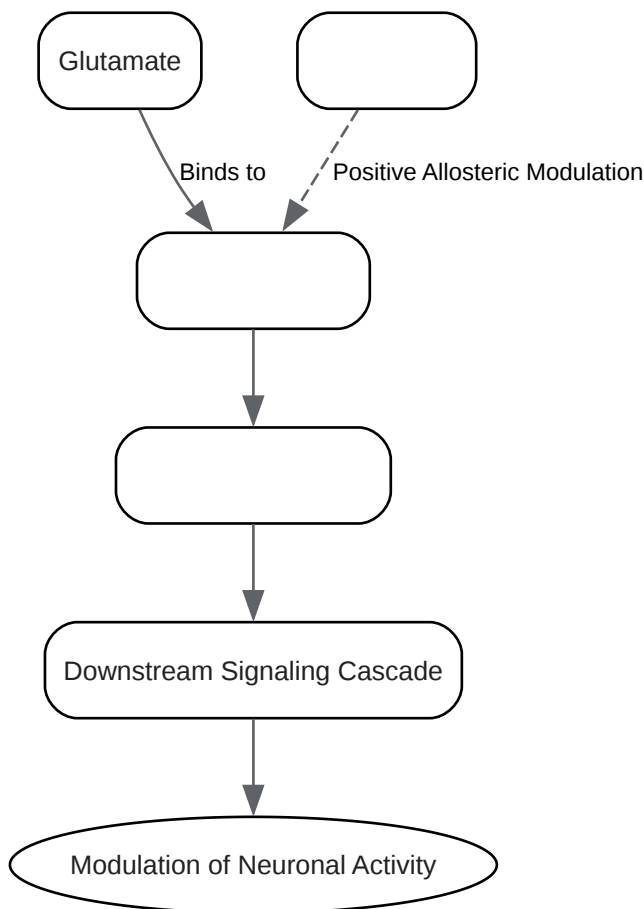 Glutamate
Binds to
Positive Allosteric Modulation
Downstream Signaling Cascade
Modulation of Neuronal Activity